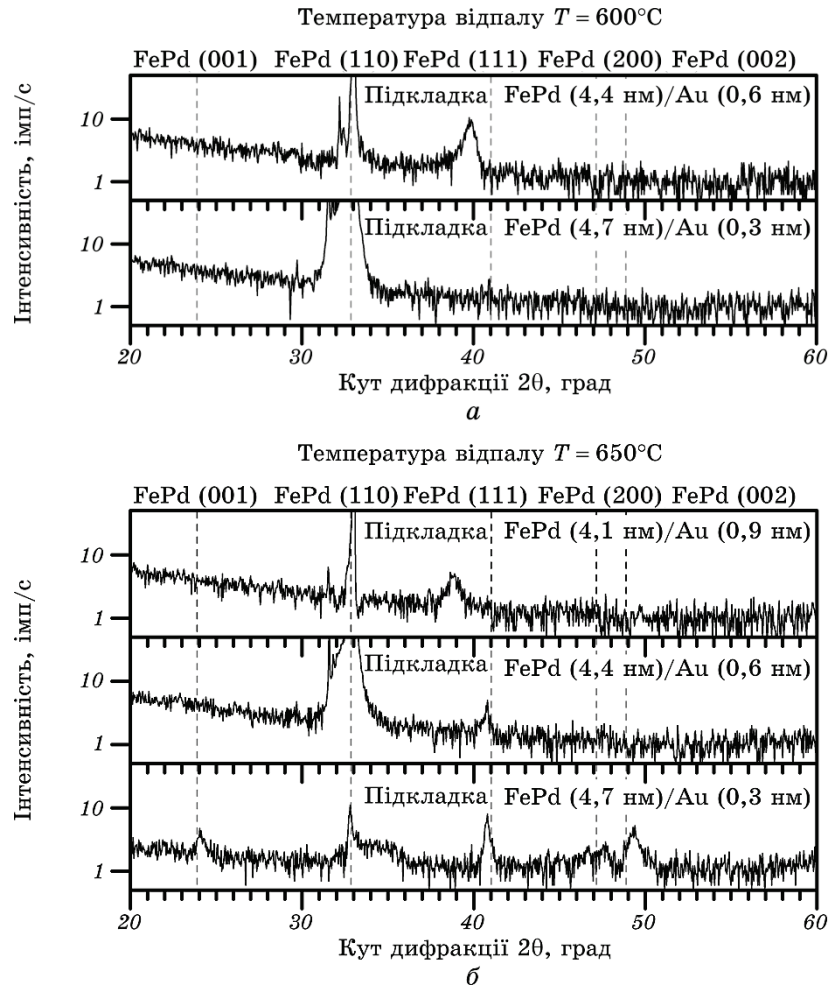 Температура відпалу T = 600°C
FePd (001) FePd (110) FePd (111) FePd (200) FePd (002)
Підкладка FePd (4,4 нм)/Au (0,6 нм)
10
1
Підкладка FePd (4,7 нм)/Au (0,3 нм)
10
1
Інтенсивність, імп/с
20 30 40 50 60
Кут дифракції 2θ, град
а
Температура відпалу T = 650°C
FePd (001) FePd (110) FePd (111) FePd (200) FePd (002)
Підкладка FePd (4,1 нм)/Au (0,9 нм)
10
1
Підкладка FePd (4,4 нм)/Au (0,6 нм)
10
1
Підкладка FePd (4,7 нм)/Au (0,3 нм)
10
1
Інтенсивність, імп/с
20 30 40 50 60
Кут дифракції 2θ, град
б